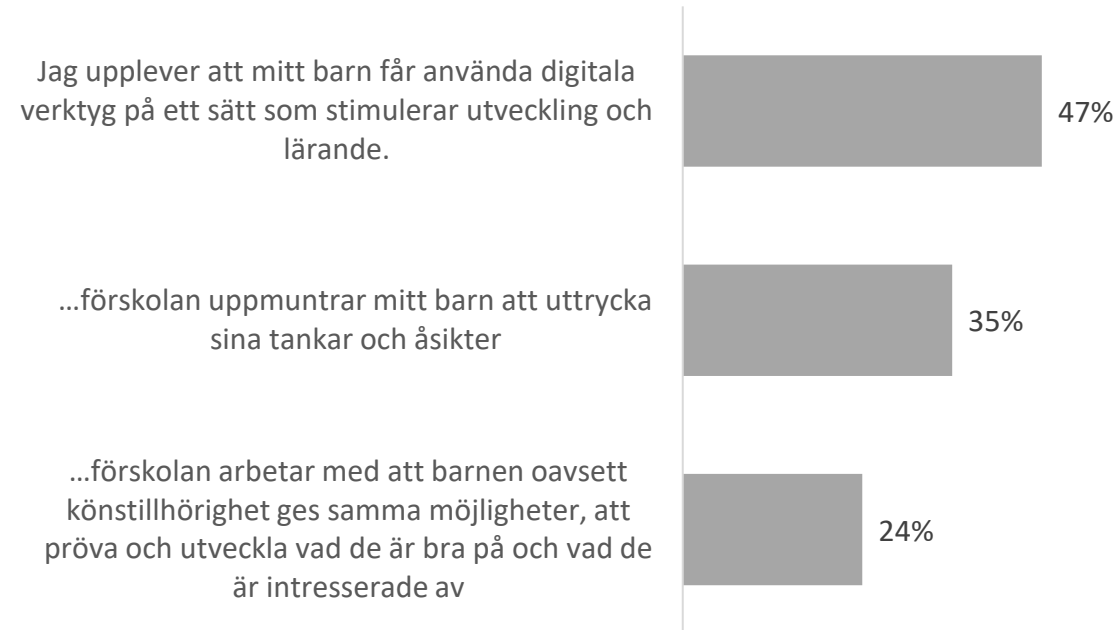 Jag upplever att mitt barn får använda digitala
verktyg på ett sätt som stimulerar utveckling och
lärande.
47%
…förskolan uppmuntrar mitt barn att uttrycka
sina tankar och åsikter
35%
…förskolan arbetar med att barnen oavsett
könstillhörighet ges samma möjligheter, att
pröva och utveckla vad de är bra på och vad de
är intresserade av
24%